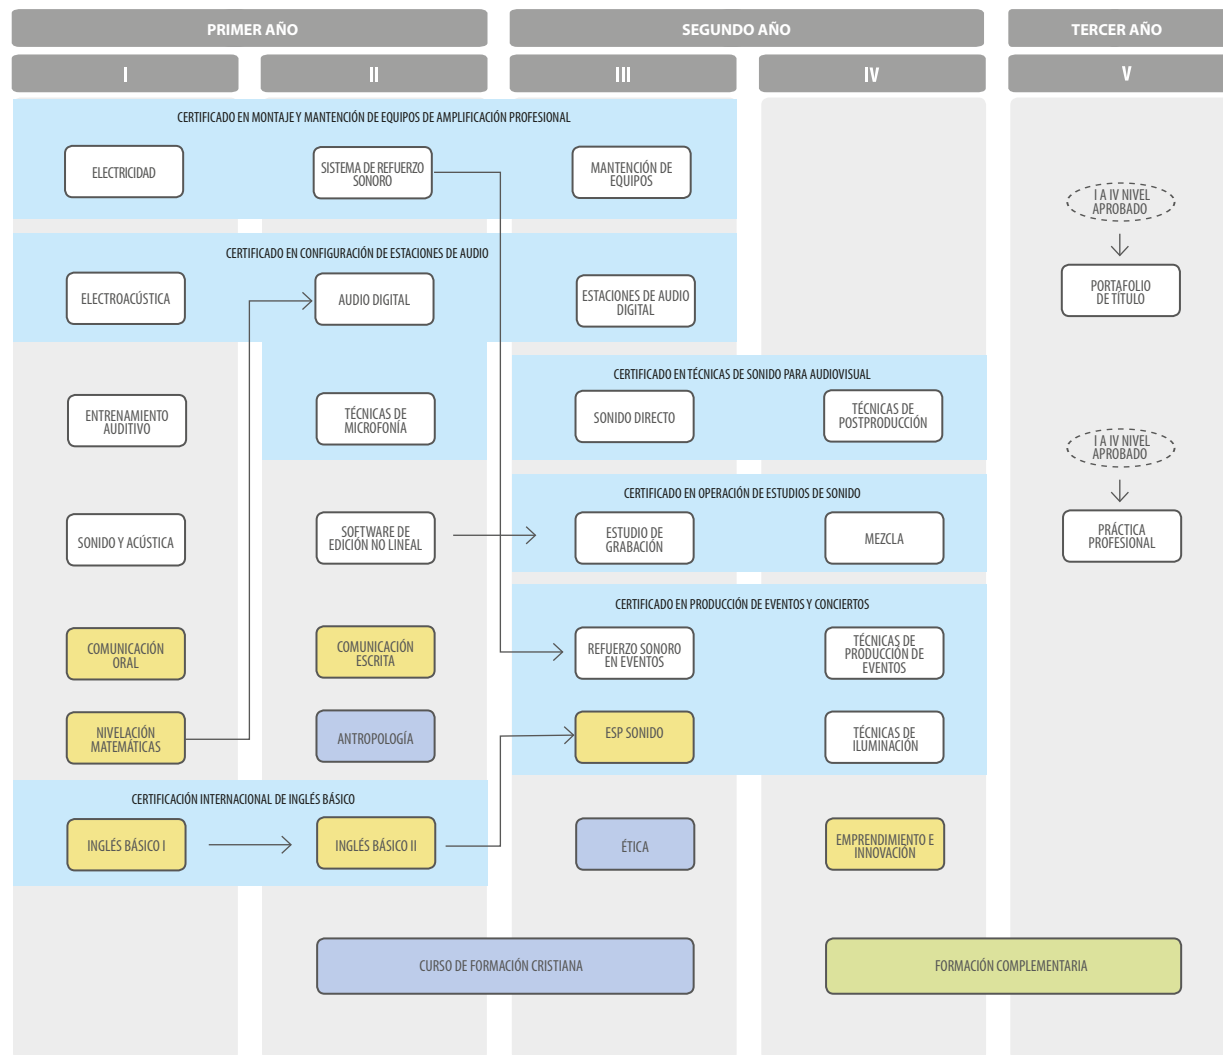 PRIMER AÑO
SEGUNDO AÑO
TERCER AÑO
I
II
III
IV
V
CERTIFICADO EN MONTAJE Y MANTENCIÓN DE EQUIPOS DE AMPLIFICACIÓN PROFESIONAL
ELECTRICIDAD
SISTEMA DE REFUERZO
SONORO
MANTENCIÓN DE
EQUIPOS
I A IV NIVEL
APROBADO
CERTIFICADO EN CONFIGURACIÓN DE ESTACIONES DE AUDIO
ELECTROACÚSTICA
AUDIO DIGITAL
ESTACIONES DE AUDIO
DIGITAL
PORTAFOLIO
DE TÍTULO
CERTIFICADO EN TÉCNICAS DE SONIDO PARA AUDIOVISUAL
ENTRENAMIENTO
AUDITIVO
TÉCNICAS DE
MICROFONÍA
SONIDO DIRECTO
TÉCNICAS DE
POSTPRODUCCIÓN
I A IV NIVEL
APROBADO
CERTIFICADO EN OPERACIÓN DE ESTUDIOS DE SONIDO
SONIDO Y ACÚSTICA
SOFTWARE DE
EDICIÓN NO LINEAL
ESTUDIO DE
GRABACIÓN
MEZCLA
PRÁCTICA
PROFESIONAL
CERTIFICADO EN PRODUCCIÓN DE EVENTOS Y CONCIERTOS
COMUNICACIÓN
ORAL
COMUNICACIÓN
ESCRITA
REFUERZO SONORO
EN EVENTOS
TÉCNICAS DE
PRODUCCIÓN DE
EVENTOS
NIVELACIÓN
MATEMÁTICAS
ANTROPOLOGÍA
ESP SONIDO
TÉCNICAS DE
ILUMINACIÓN
CERTIFICACIÓN INTERNACIONAL DE INGLÉS BÁSICO
INGLÉS BÁSICO I
INGLÉS BÁSICO II
ÉTICA
EMPRENDIMIENTO E
INNOVACIÓN
CURSO DE FORMACIÓN CRISTIANA
FORMACIÓN COMPLEMENTARIA